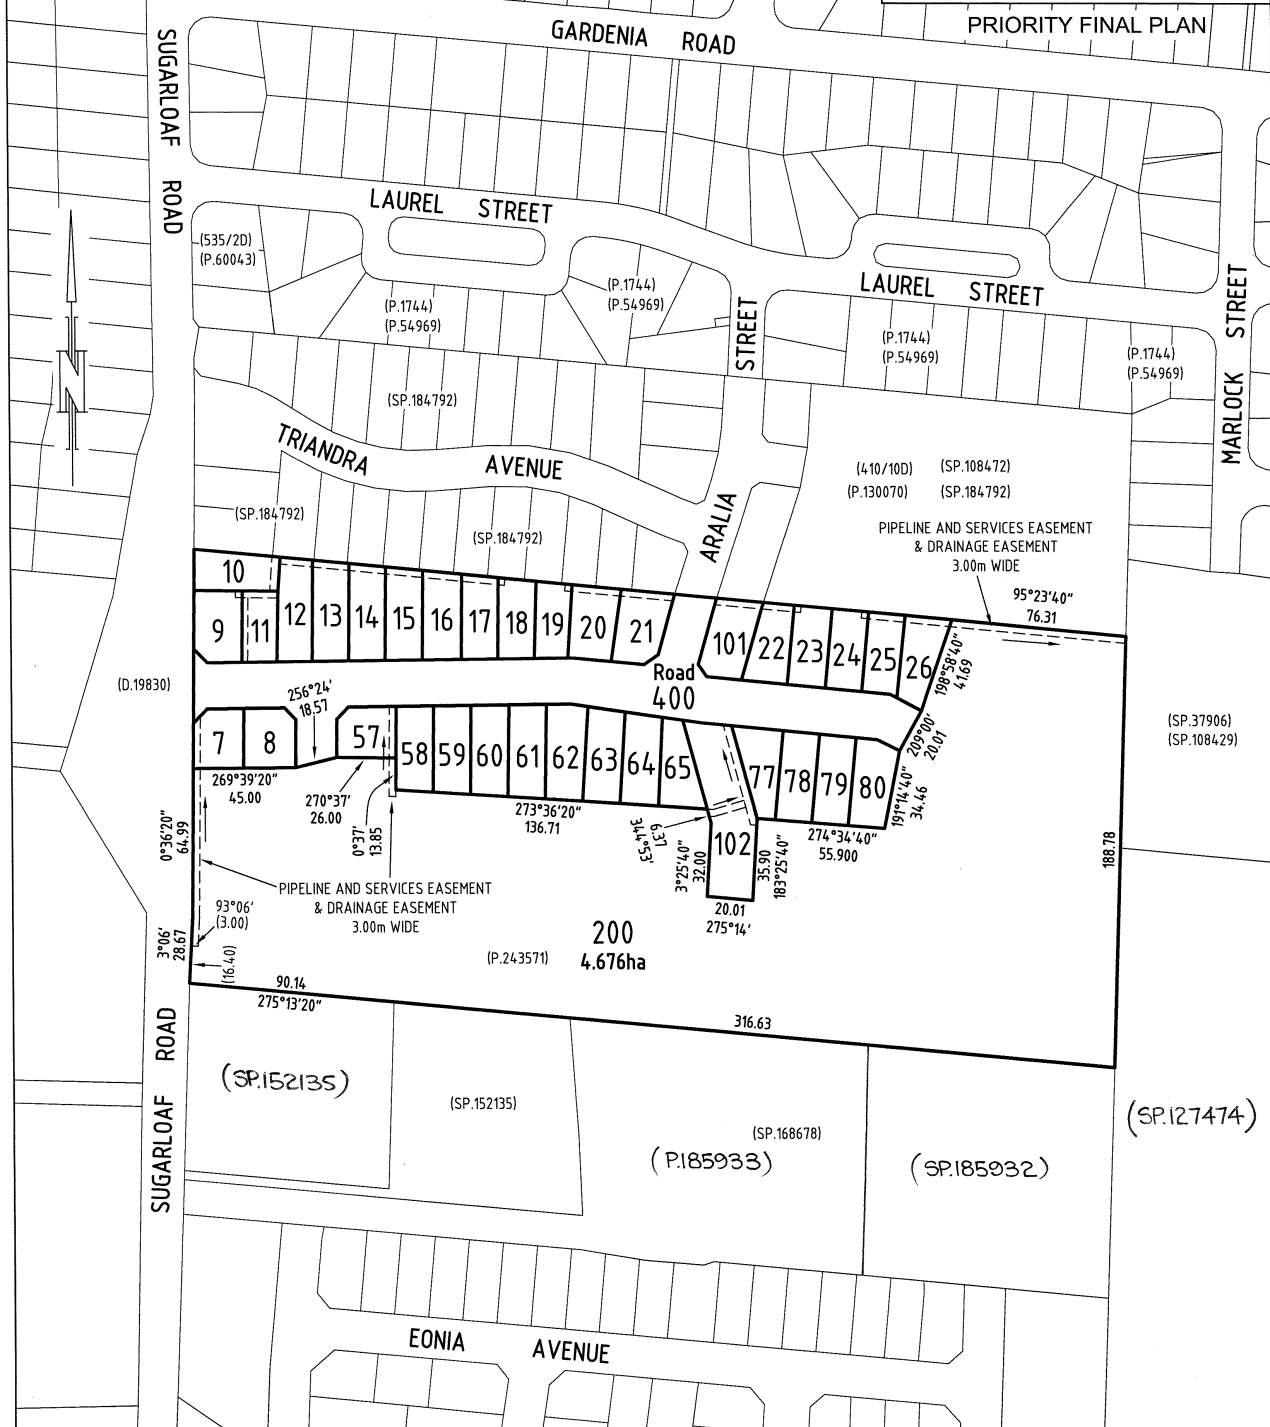 PRIORITY FINAL PLAN
GARDENIA ROAD
SUGARLOAF ROAD
LAUREL STREET
(535/2D)
(P.60043)
(P.1744)
(P.54969)
(P.1744)
(P.54969)
LAUREL STREET
STREET
MARLOCK STREET
(P.1744)
(P.54969)
(P.1744)
(P.54969)
N
(SP.184792)
TRIANDRA AVENUE
ARALIA
(410/10D) (SP.108472)
(P.130070) (SP.184792)
(SP.184792)
(SP.184792)
PIPELINE AND SERVICES EASEMENT
& DRAINAGE EASEMENT
3.00m WIDE
95°23'40"
76.31
10
9
11
12
13
14
15
16
17
18
19
20
21
101
22
23
24
25
26
198°58'40"
41.69
Road
400
(D.19830)
256°24'
18.57
209°00'
20.01
(SP.37906)
(SP.108429)
7
8
57
58
59
60
61
62
63
64
65
77
78
79
80
191°14'40"
34.46
269°39'20"
45.00
270°37'
26.00
0°37'
13.85
273°36'20"
136.71
6.37
344°53'
102
274°34'40"
55.900
0°36'20"
64.99
3°25'40"
32.00
35.90
183°25'40"
188.78
PIPELINE AND SERVICES EASEMENT
& DRAINAGE EASEMENT
3.00m WIDE
93°06'
(3.00)
20.01
275°14'
3°06'
28.67
(16.40)
200
4.676ha
(P.243571)
90.14
275°13'20"
316.63
SUGARLOAF ROAD
(SP.152135)
(SP.152135)
(SP.168678)
(P.185933)
(SP.185932)
(SP.127474)
EONIA AVENUE